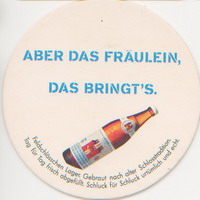 ABER DAS FRÄULEIN,
DAS BRINGT'S.
Feldschlösschen Lager. Gebraut nach alter Schlosstradition.
Tag für Tag frisch abgefüllt. Schluck für Schluck urtümlich und echt.